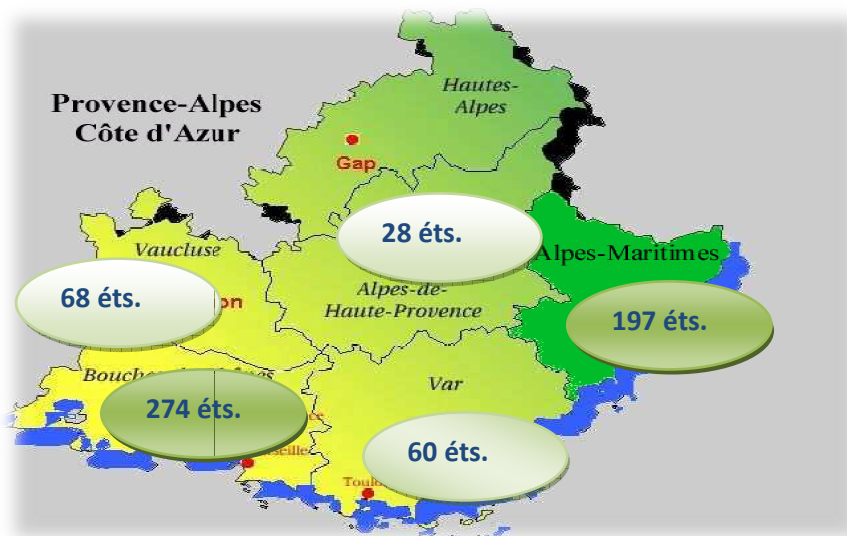 Provence-Alpes
Côte d'Azur
Hautes-
Alpes
Gap
28 éts.
Vaucluse
Alpes-Maritimes
68 éts.
Alpes-de-
Haute-Provence
197 éts.
Var
274 éts.
60 éts.